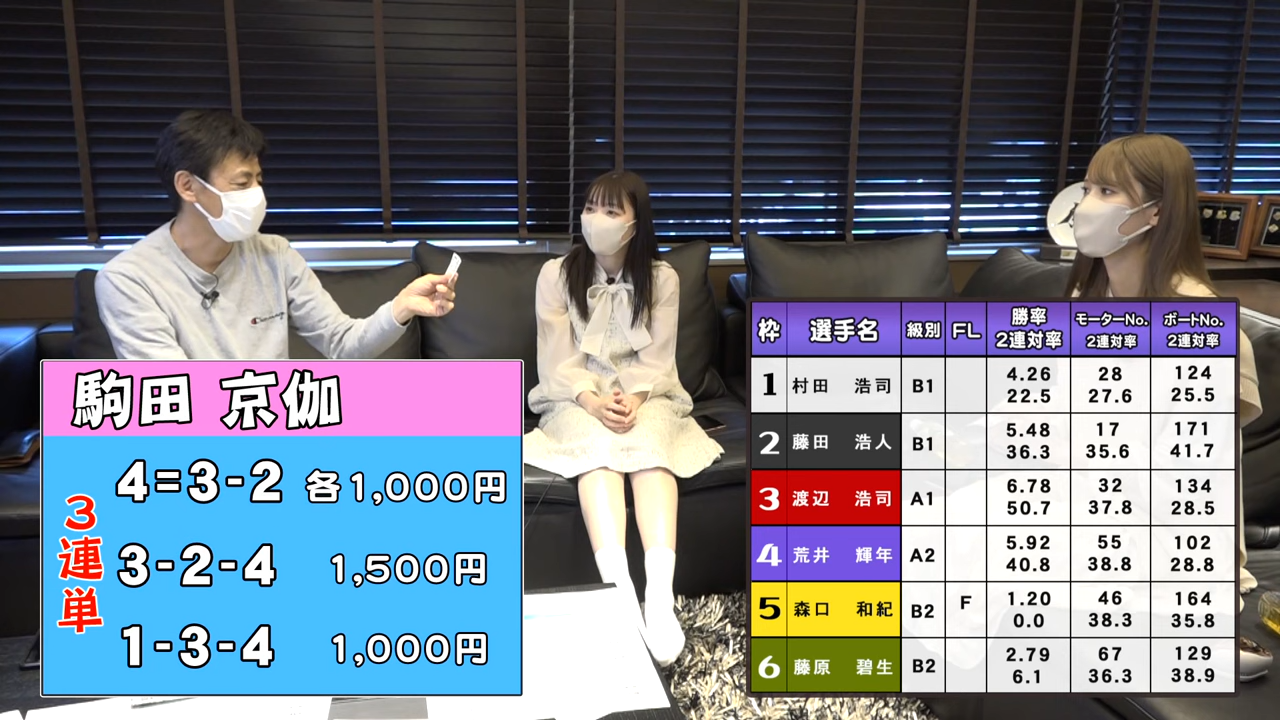 駒田 京伽
3連単
4=3-2 各1,000円
3-2-4 1,500円
1-3-4 1,000円
枠 選手名 級別 FL 勝率 2連対率 モーターNo. 2連対率 ボートNo. 2連対率
1 村田 浩司 B1 4.26 22.5 28 27.6 124 25.5
2 藤田 浩人 B1 5.48 36.3 17 35.6 171 41.7
3 渡辺 浩司 A1 6.78 50.7 32 37.8 134 28.5
4 荒井 輝年 A2 5.92 40.8 55 38.8 102 28.8
5 森口 和紀 B2 F 1.20 0.0 46 38.3 164 35.8
6 藤原 碧生 B2 2.79 6.1 67 36.3 129 38.9